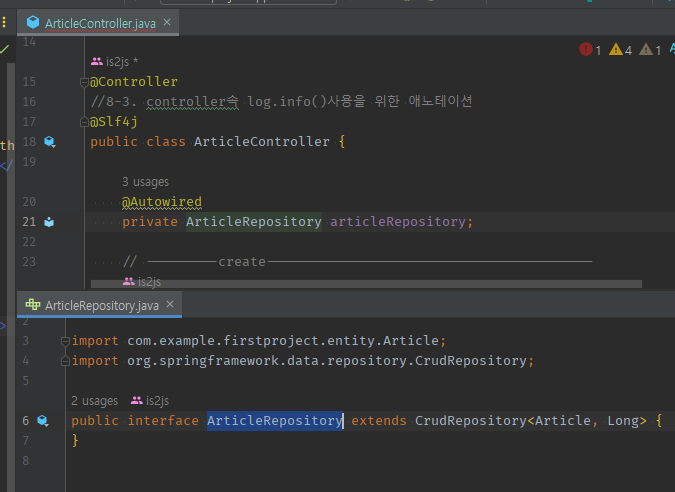 ArticleController.java
14
1 4 1
is2js *
15 @Controller
16 //8-3. controller속 log.info()사용을 위한 애노테이션
17 @Slf4j
th
18 public class ArticleController {
</
19
3 usages
20 @Autowired
21 private ArticleRepository articleRepository;
22
23 // ―――――――――create――――――――――――――――――――――――――――――――――――――――――
is2js
ArticleRepository.java
2
>
3 import com.example.firstproject.entity.Article;
4 import org.springframework.data.repository.CrudRepository;
5
2 usages is2js
6 public interface ArticleRepository extends CrudRepository<Article, Long> {
7 }
8